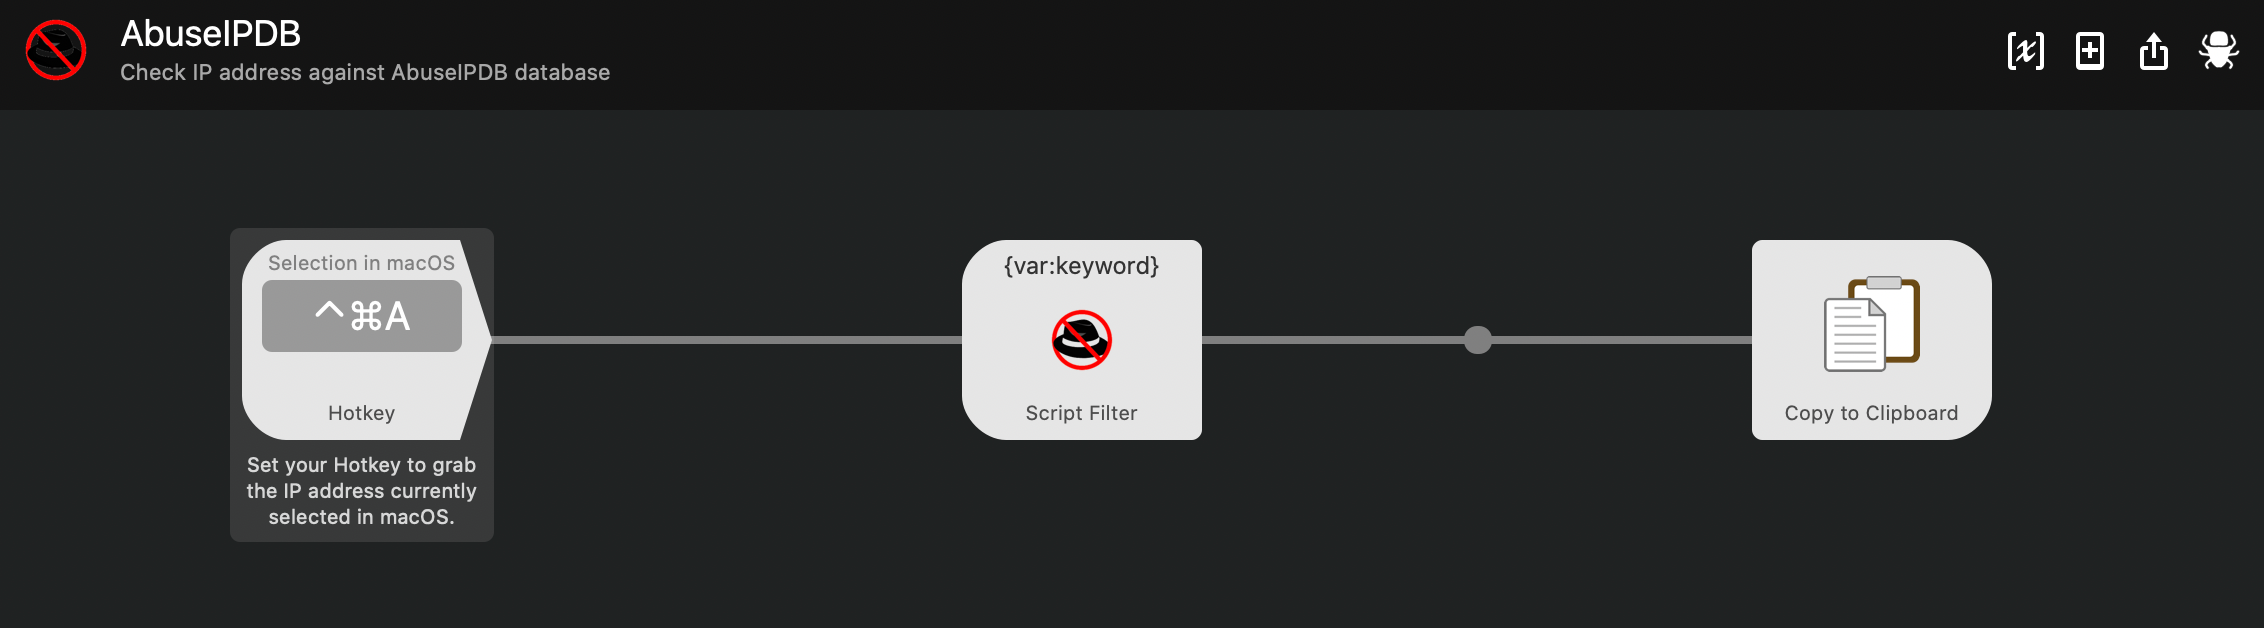 AbuseIPDB
Check IP address against AbuseIPDB database
Selection in macOS
^⌘A
Hotkey
Set your Hotkey to grab
the IP address currently
selected in macOS.
{var:keyword}
Script Filter
Copy to Clipboard